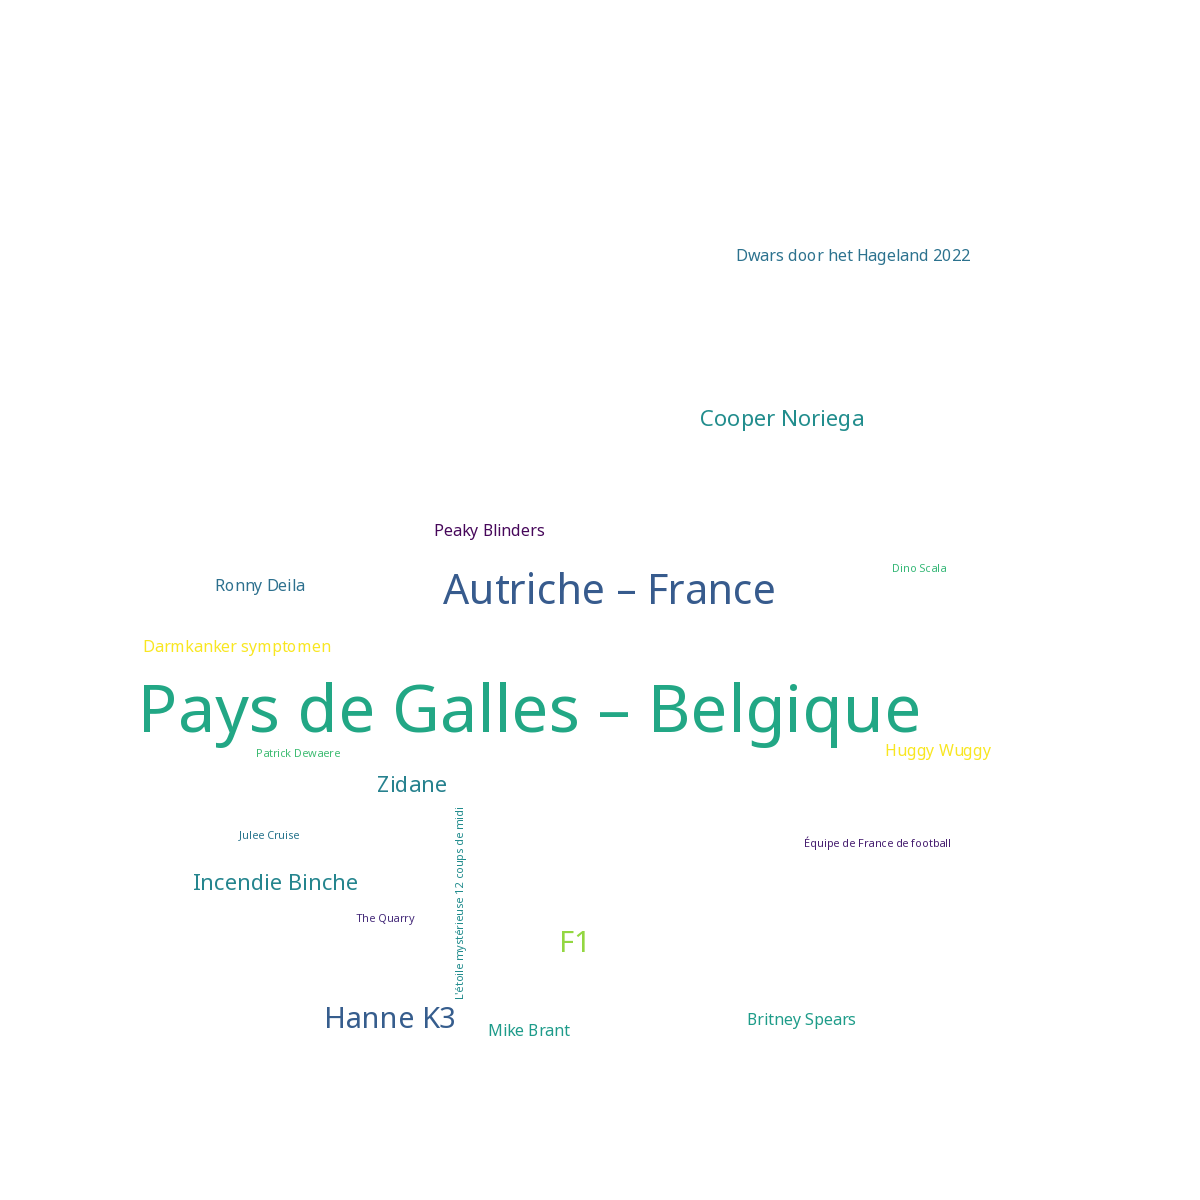 Dwars door het Hageland 2022
Cooper Noriega
Peaky Blinders
Dino Scala
Ronny Deila
Autriche – France
Darmkanker symptomen
Pays de Galles – Belgique
Patrick Dewaere
Huggy Wuggy
Zidane
L'étoile mystérieuse 12 coups de midi
Julee Cruise
Équipe de France de football
Incendie Binche
The Quarry
F1
Hanne K3
Mike Brant
Britney Spears